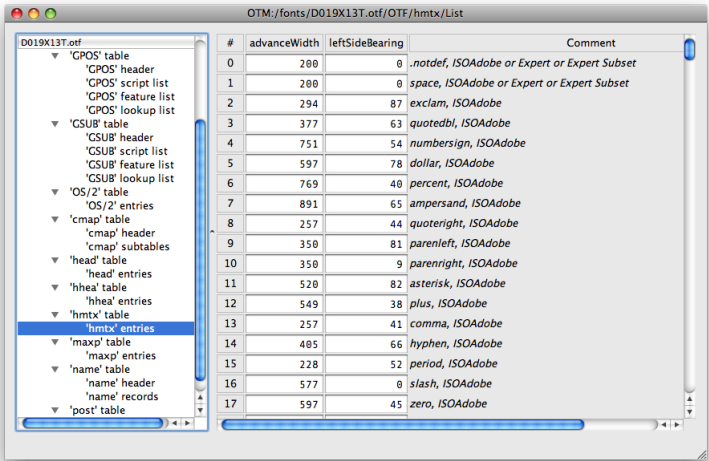 OTM:/fonts/D019X13T.otf/OTF/hmtx/List
D019X13T.otf
'GPOS' table
'GPOS' header
'GPOS' script list
'GPOS' feature list
'GPOS' lookup list
'GSUB' table
'GSUB' header
'GSUB' script list
'GSUB' feature list
'GSUB' lookup list
'OS/2' table
'OS/2' entries
'cmap' table
'cmap' header
'cmap' subtables
'head' table
'head' entries
'hhea' table
'hhea' entries
'hmtx' table
'hmtx' entries
'maxp' table
'maxp' entries
'name' table
'name' header
'name' records
'post' table
# advanceWidth leftSideBearing Comment
0 200 0 .notdef, ISOAdobe or Expert or Expert Subset
1 200 0 space, ISOAdobe or Expert or Expert Subset
2 294 87 exclam, ISOAdobe
3 377 63 quotedbl, ISOAdobe
4 751 54 numbersign, ISOAdobe
5 597 78 dollar, ISOAdobe
6 769 40 percent, ISOAdobe
7 891 65 ampersand, ISOAdobe
8 257 44 quoteright, ISOAdobe
9 350 81 parenleft, ISOAdobe
10 350 9 parenright, ISOAdobe
11 520 82 asterisk, ISOAdobe
12 549 38 plus, ISOAdobe
13 257 41 comma, ISOAdobe
14 405 66 hyphen, ISOAdobe
15 228 52 period, ISOAdobe
16 577 0 slash, ISOAdobe
17 597 45 zero, ISOAdobe